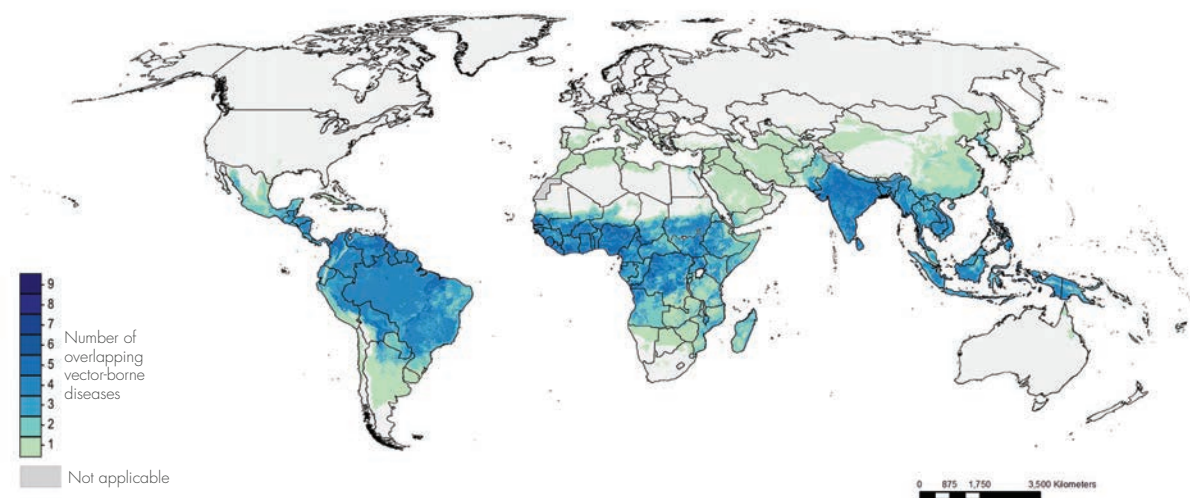 9
8
7
6
5
4
3
2
1
Number of
overlapping
vector-borne
diseases
Not applicable
0 875 1,750 3,500 Kilometers